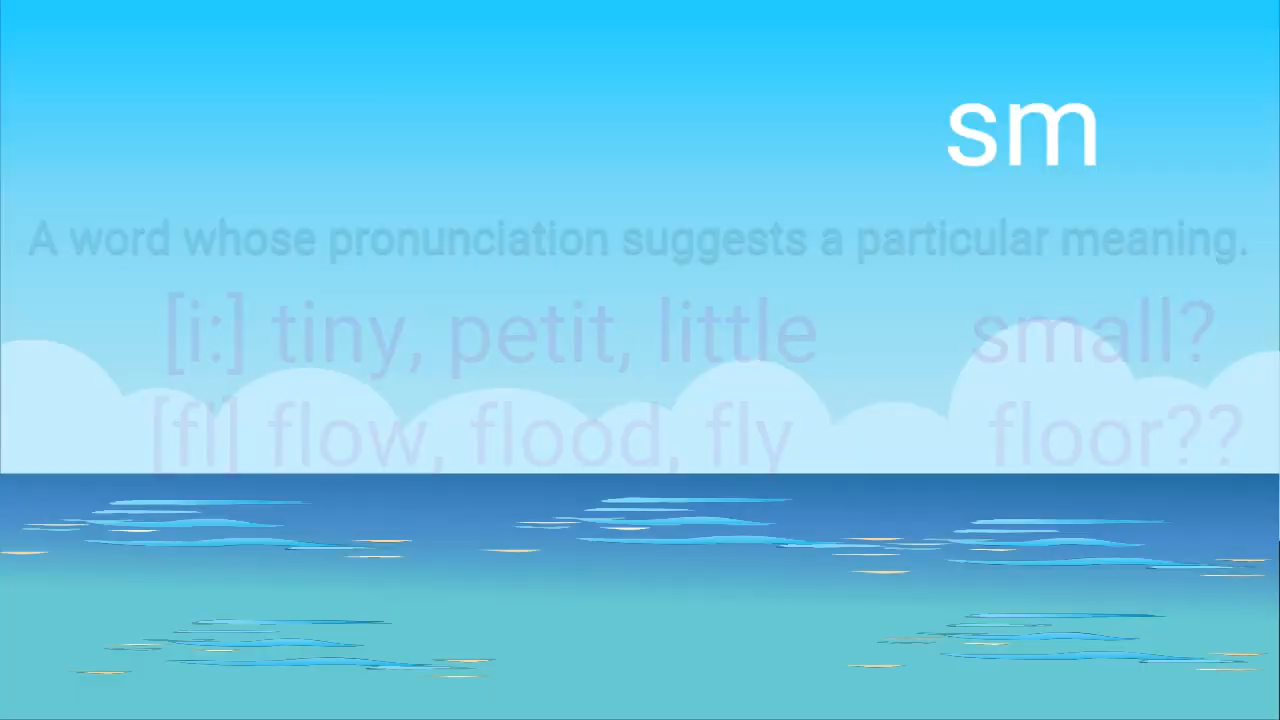 sm
A word whose pronunciation suggests a particular meaning.
[i:] tiny, petit, little small?
[fl] flow, flood, fly floor??